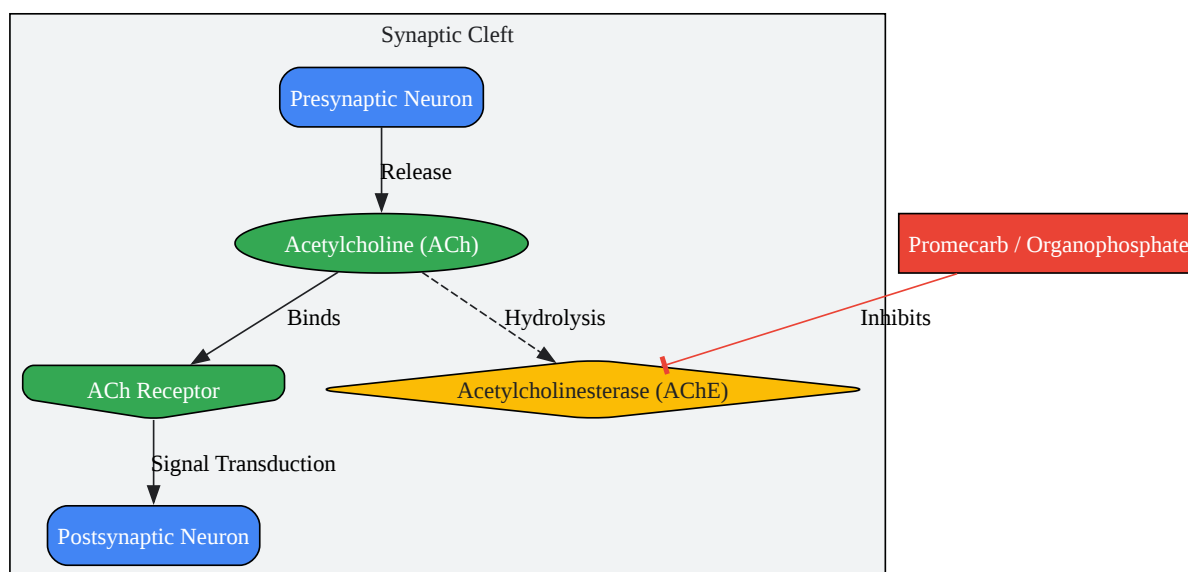 Synaptic Cleft
Presynaptic Neuron
Release
Acetylcholine (ACh)
Promecarb / Organophosphate
Binds
Hydrolysis
Inhibits
ACh Receptor
Acetylcholinesterase (AChE)
Signal Transduction
Postsynaptic Neuron